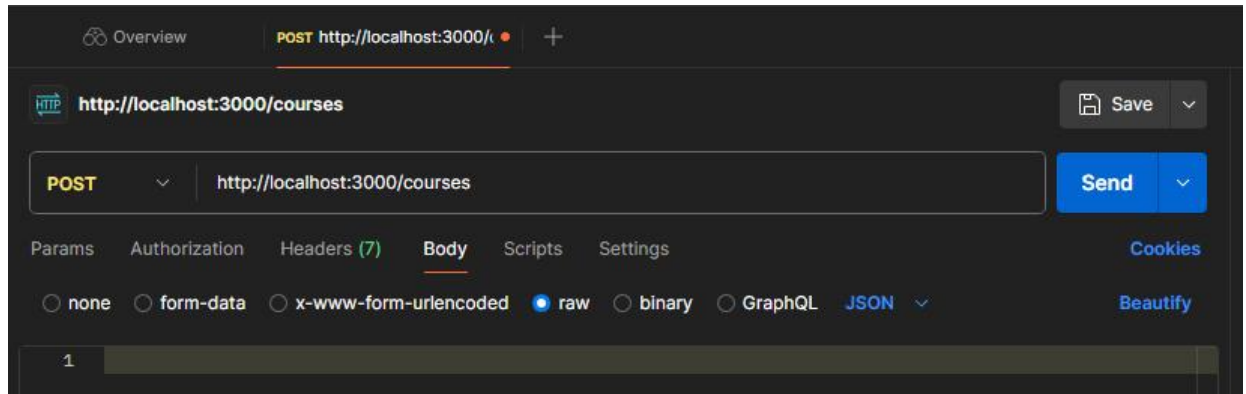 Overview POST http://localhost:3000/c
HTTP http://localhost:3000/courses Save
POST http://localhost:3000/courses Send
Params Authorization Headers (7) Body Scripts Settings Cookies
none form-data x-www-form-urlencoded raw binary GraphQL JSON Beautify
1